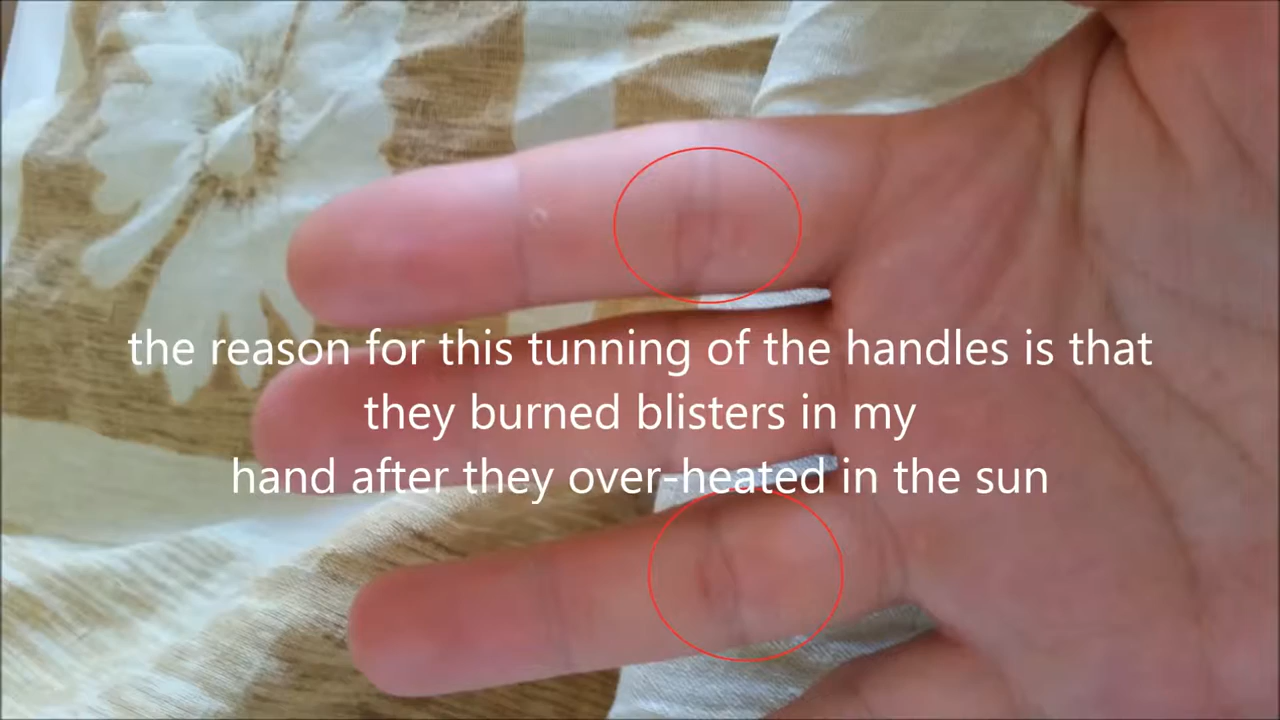 the reason for this tunning of the handles is that
they burned blisters in my
hand after they over-heated in the sun